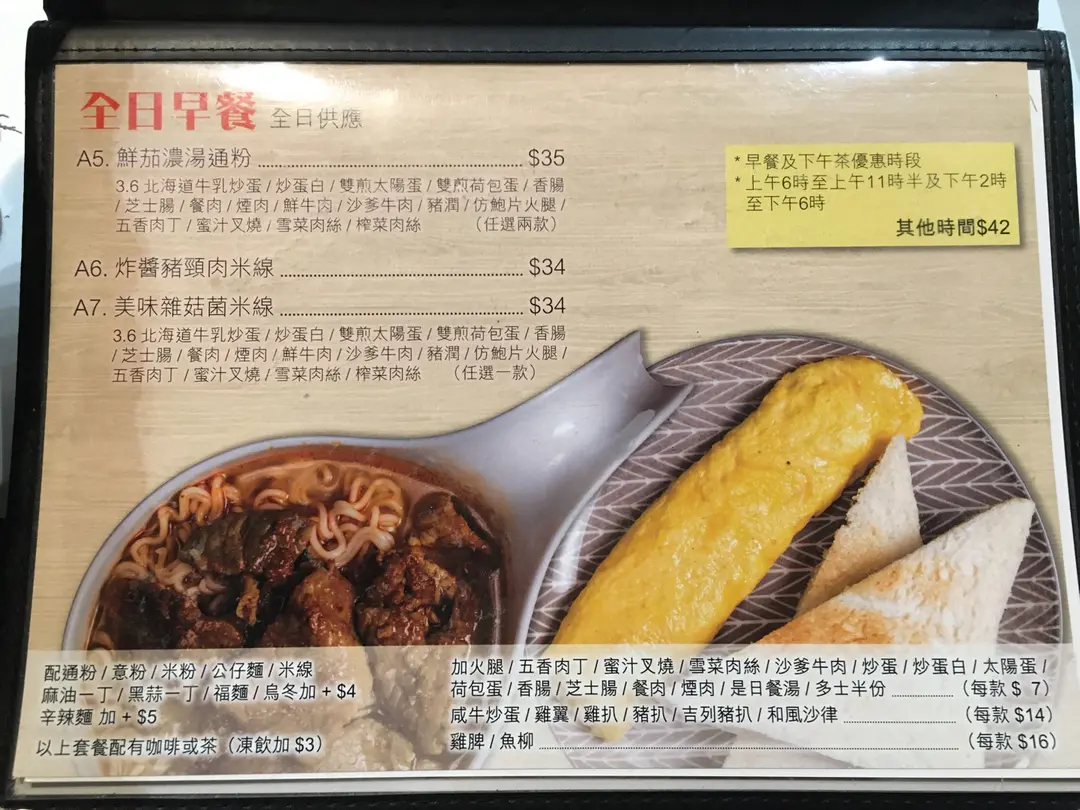 全日早餐 全日供應
A5. 鮮茄濃湯通粉 $35
3.6 北海道牛乳炒蛋 / 炒蛋白 / 雙煎太陽蛋 / 雙煎荷包蛋 / 香腸
/ 芝士腸 / 餐肉 / 煙肉 / 鮮牛肉 / 沙爹牛肉 / 豬潤 / 仿鮑片火腿 /
五香肉丁 / 蜜汁叉燒 / 雪菜肉絲 / 榨菜肉絲 （任選兩款）
A6. 炸醬豬頸肉米線 $34
A7. 美味雜菇菌米線 $34
3.6 北海道牛乳炒蛋 / 炒蛋白 / 雙煎太陽蛋 / 雙煎荷包蛋 / 香腸
/ 芝士腸 / 餐肉 / 煙肉 / 鮮牛肉 / 沙爹牛肉 / 豬潤 / 仿鮑片火腿 /
五香肉丁 / 蜜汁叉燒 / 雪菜肉絲 / 榨菜肉絲 （任選一款）
* 早餐及下午茶優惠時段
* 上午6時至上午11時半及下午2時
至下午6時
其他時間$42
配通粉 / 意粉 / 米粉 / 公仔麵 / 米線
麻油一丁 / 黑蒜一丁 / 福麵 / 烏冬加 + $4
辛辣麵 加 + $5
以上套餐配有咖啡或茶（凍飲加 $3）
加火腿 / 五香肉丁 / 蜜汁叉燒 / 雪菜肉絲 / 沙爹牛肉 / 炒蛋 / 炒蛋白 / 太陽蛋 /
荷包蛋 / 香腸 / 芝士腸 / 餐肉 / 煙肉 / 是日餐湯 / 多士半份 （每款 $ 7）
咸牛炒蛋 / 雞翼 / 雞扒 / 豬扒 / 吉列豬扒 / 和風沙律 （每款 $14）
雞脾 / 魚柳 （每款 $16）